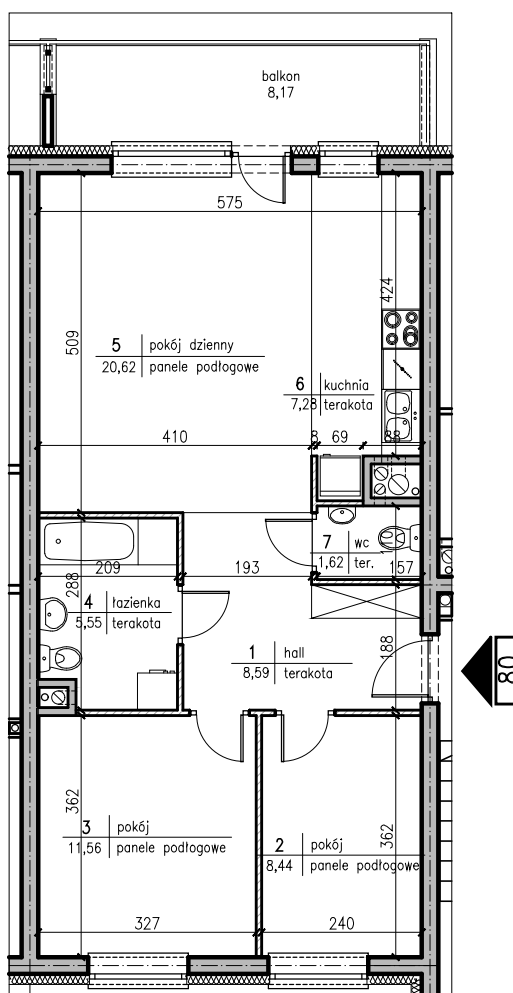 balkon
8,17
575
424
509
5 pokój dzienny
20,62 panele podłogowe
6 kuchnia
7,28 terakota
410
8
69
88
7 wc
1,62 ter.
209
193
157
288
4 łazienka
5,55 terakota
1 hall
8,59 terakota
188
80
362
3 pokój
11,56 panele podłogowe
362
2 pokój
8,44 panele podłogowe
327
240